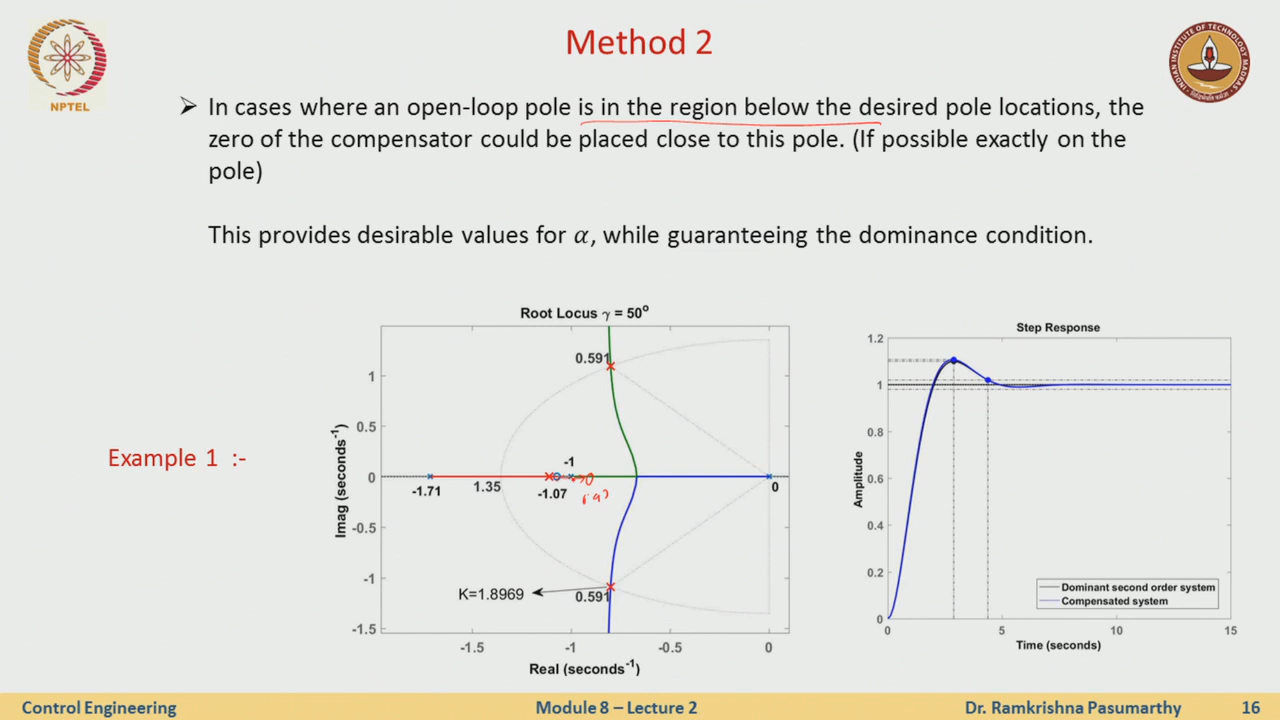 Method 2
NPTEL
INDIAN INSTITUTE OF TECHNOLOGY MADRAS
➤ In cases where an open-loop pole is in the region below the desired pole locations, the
zero of the compensator could be placed close to this pole. (If possible exactly on the
pole)
This provides desirable values for α, while guaranteeing the dominance condition.
Example 1 :-
Root Locus γ = 50°
Imag (seconds⁻¹)
1
0.5
0
-0.5
-1
-1.5
0.591
-1
-1.71
1.35
-1.07
0
K=1.8969
0.591
-1.5
-1
-0.5
0
Real (seconds⁻¹)
Step Response
Amplitude
1.2
1
0.8
0.6
0.4
0.2
0
Dominant second order system
Compensated system
0
5
10
15
Time (seconds)
Control Engineering
Module 8 – Lecture 2
Dr. Ramkrishna Pasumarthy
16